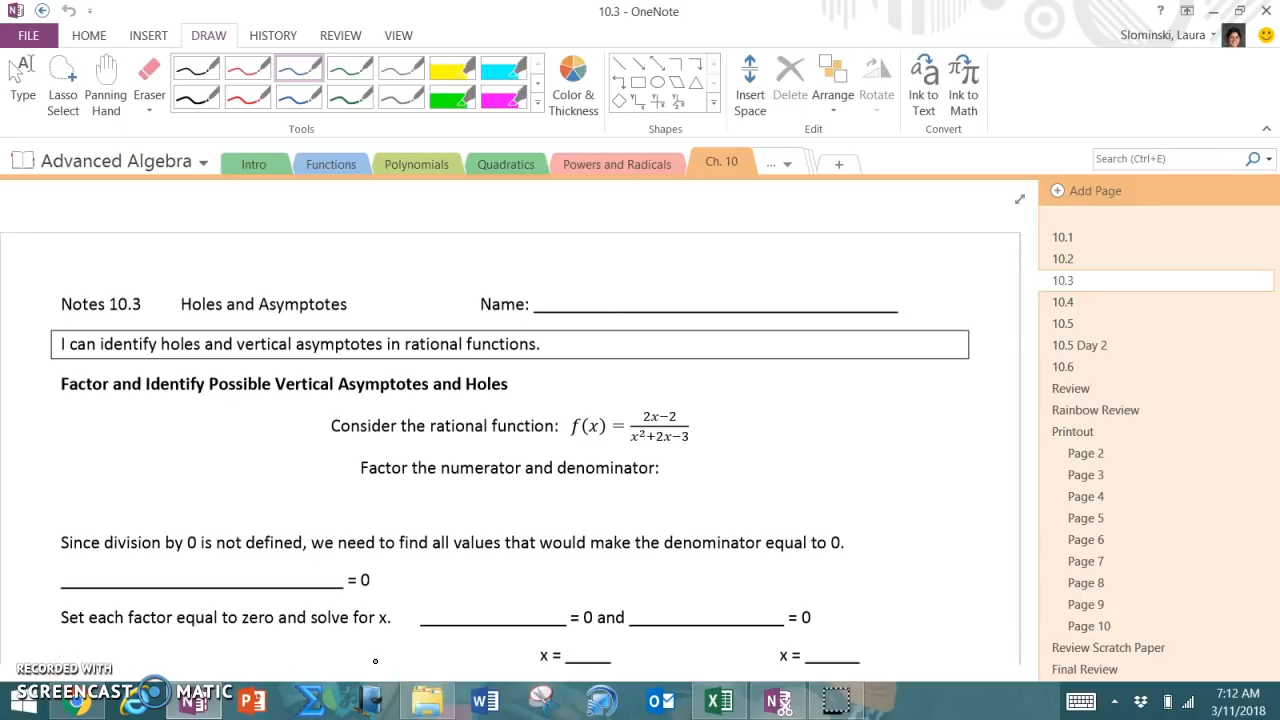 10.3 - OneNote
?
FILE HOME INSERT DRAW HISTORY REVIEW VIEW
Slominski, Laura
Type
Lasso Select
Panning Hand
Eraser
Color & Thickness
Insert Space
Delete
Arrange
Rotate
Ink to Text
Ink to Math
Tools
Shapes
Edit
Convert
Advanced Algebra
Intro Functions Polynomials Quadratics Powers and Radicals Ch. 10 ... +
Search (Ctrl+E)
Add Page
10.1
10.2
10.3
10.4
10.5
10.5 Day 2
10.6
Review
Rainbow Review
Printout
Page 2
Page 3
Page 4
Page 5
Page 6
Page 7
Page 8
Page 9
Page 10
Review Scratch Paper
Final Review
Notes 10.3 Holes and Asymptotes Name: ____________________
I can identify holes and vertical asymptotes in rational functions.
Factor and Identify Possible Vertical Asymptotes and Holes
Consider the rational function: f(x) = (2x−2)/(x²+2x−3)
Factor the numerator and denominator:
Since division by 0 is not defined, we need to find all values that would make the denominator equal to 0.
____________________ = 0
Set each factor equal to zero and solve for x. __________ = 0 and __________ = 0
x = _____ x = _____
RECORDED WITH
SCREENCAST MATIC
7:12 AM
3/11/2018